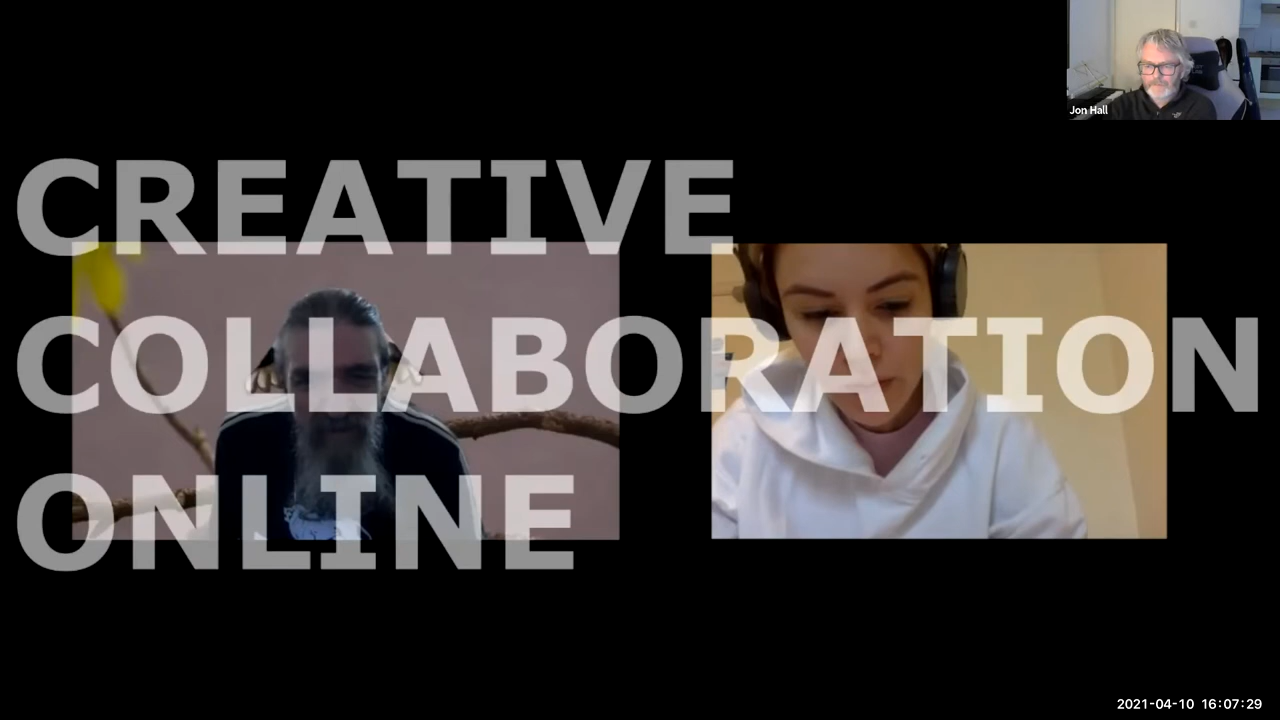 Jon Hall
CREATIVE
COLLABORATION
ONLINE
2021-04-10 16:07:29